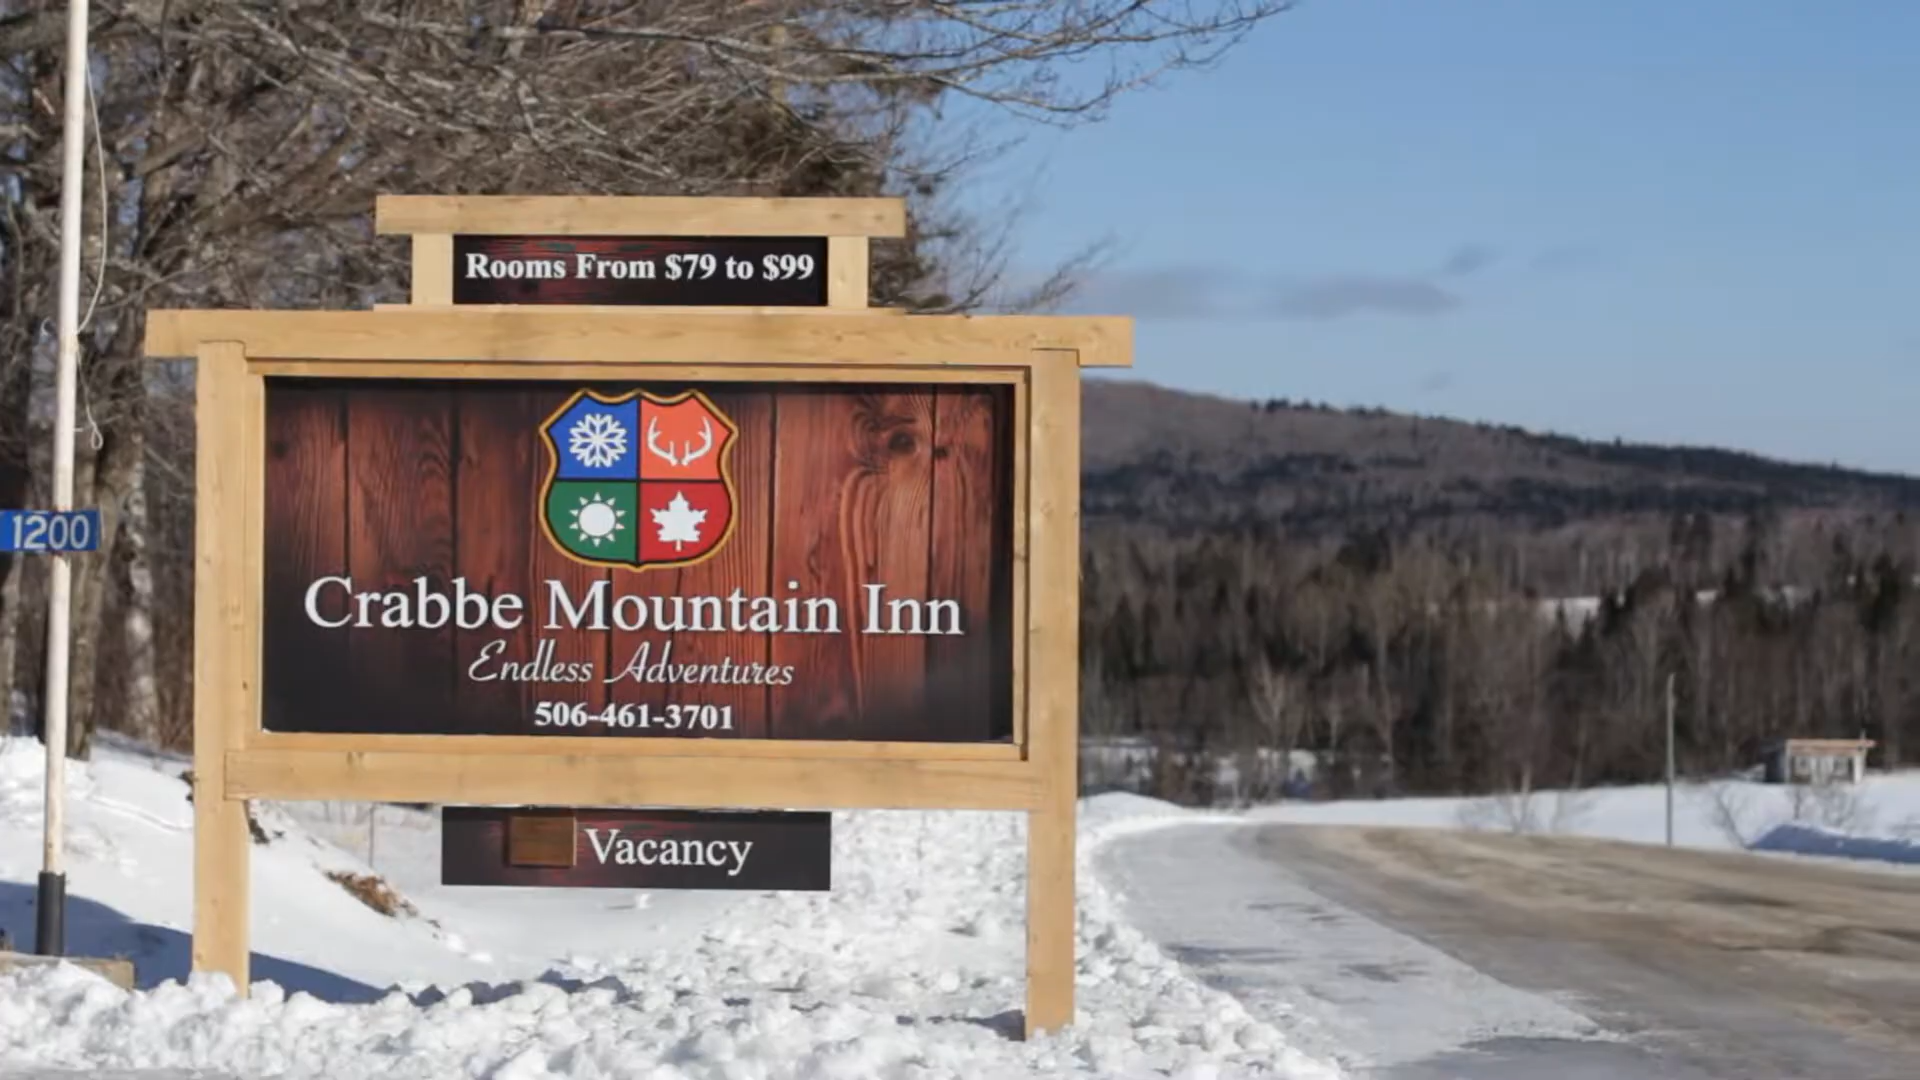 Rooms From $79 to $99
1200
Crabbe Mountain Inn
Endless Adventures
506-461-3701
Vacancy